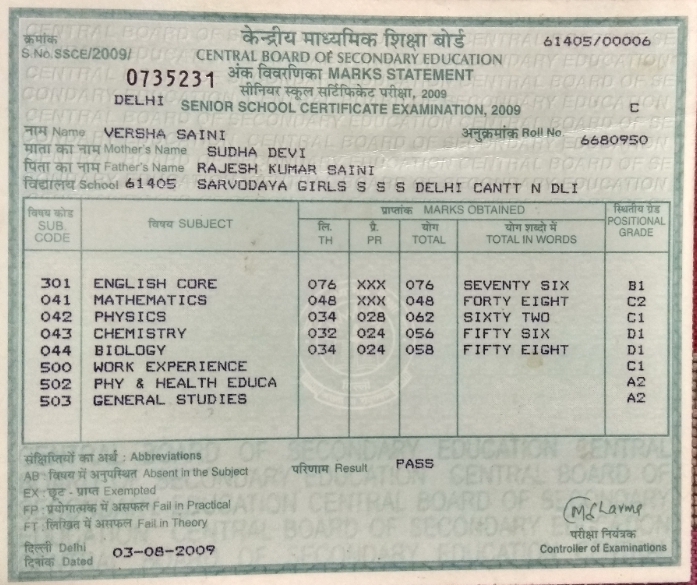 क्रमांक केन्द्रीय माध्यमिक शिक्षा बोर्ड 61405/00006
S.No.SSCE/2009/ CENTRAL BOARD OF SECONDARY EDUCATION
0735231 अंक विवरणिका MARKS STATEMENT
सीनियर स्कूल सर्टिफिकेट परीक्षा, 2009
DELHI SENIOR SCHOOL CERTIFICATE EXAMINATION, 2009 C
नाम Name VERSHA SAINI अनुक्रमांक Roll No. 6680950
माता का नाम Mother's Name SUDHA DEVI
पिता का नाम Father's Name RAJESH KUMAR SAINI
विद्यालय School 61405 SARVODAYA GIRLS S S S DELHI CANTT N DLI
विषय कोड SUB. CODE विषय SUBJECT प्राप्तांक MARKS OBTAINED स्थितीय ग्रेड POSITIONAL GRADE
लि. TH प्रे. PR योग TOTAL योग शब्दो में TOTAL IN WORDS
301 ENGLISH CORE 076 XXX 076 SEVENTY SIX B1
041 MATHEMATICS 048 XXX 048 FORTY EIGHT C2
042 PHYSICS 034 028 062 SIXTY TWO C1
043 CHEMISTRY 032 024 056 FIFTY SIX D1
044 BIOLOGY 034 024 058 FIFTY EIGHT D1
500 WORK EXPERIENCE C1
502 PHY & HEALTH EDUCA A2
503 GENERAL STUDIES A2
संक्षिप्तियों का अर्थ : Abbreviations
AB : विषय में अनुपस्थित Absent in the Subject परिणाम Result PASS
EX : छूट - प्राप्त Exempted
FP : प्रयोगात्मक में असफल Fail in Practical
FT : लिखित में असफल Fail in Theory
दिल्ली Delhi
दिनांक Dated 03-08-2009
परीक्षा नियंत्रक
Controller of Examinations